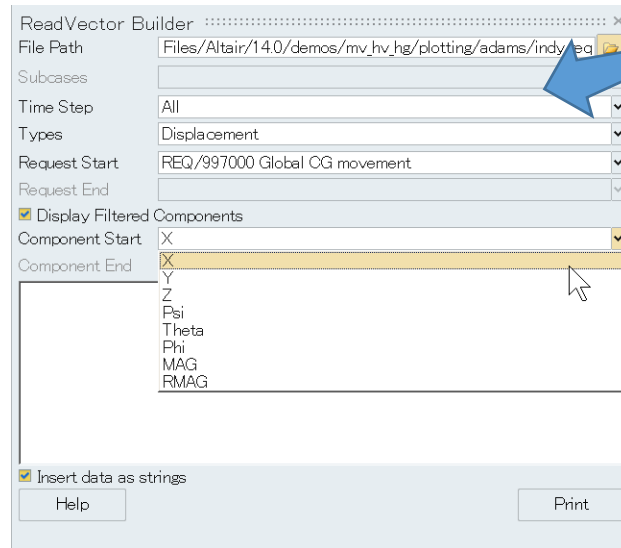 ReadVector Builder
File Path Files/Altair/14.0/demos/mv_hv_hg/plotting/adams/indy
Subcases
Time Step All
Types Displacement
Request Start REQ/997000 Global CG movement
Request End
Display Filtered Components
Component Start X
Component End
X
Y
Z
Psi
Theta
Phi
MAG
RMAG
Insert data as strings
Help Print